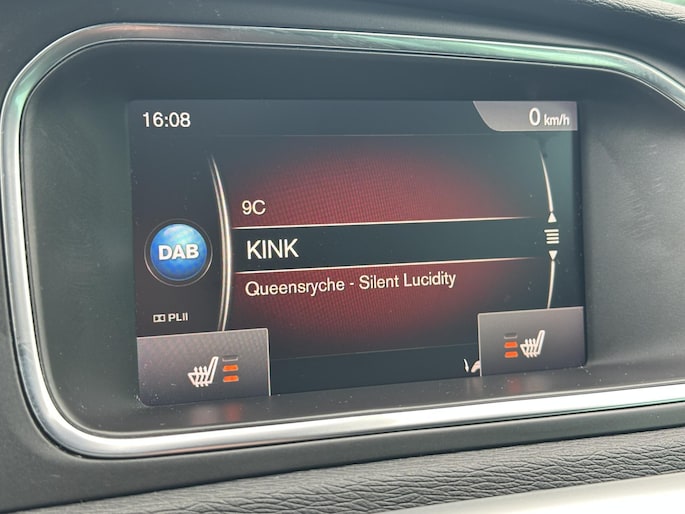 16:08
0 km/h
9C
KINK
DAB
Queensryche - Silent Lucidity
PLII